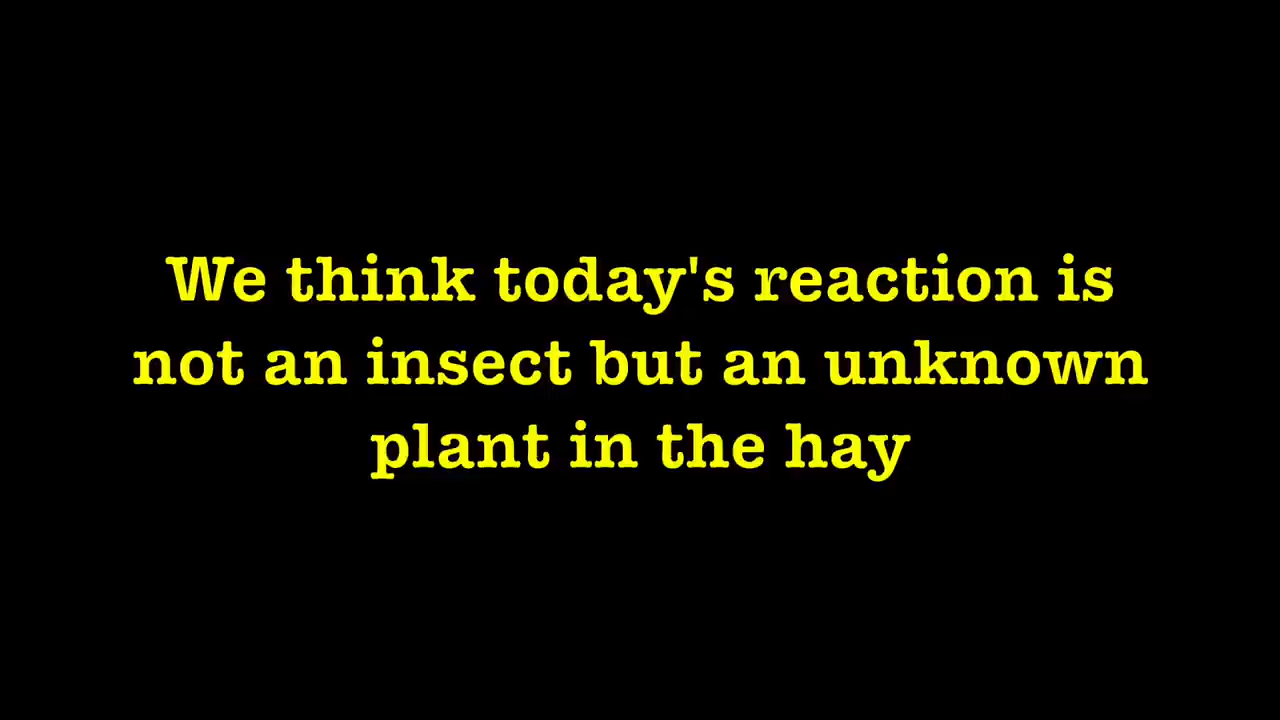 We think today's reaction is
not an insect but an unknown
plant in the hay